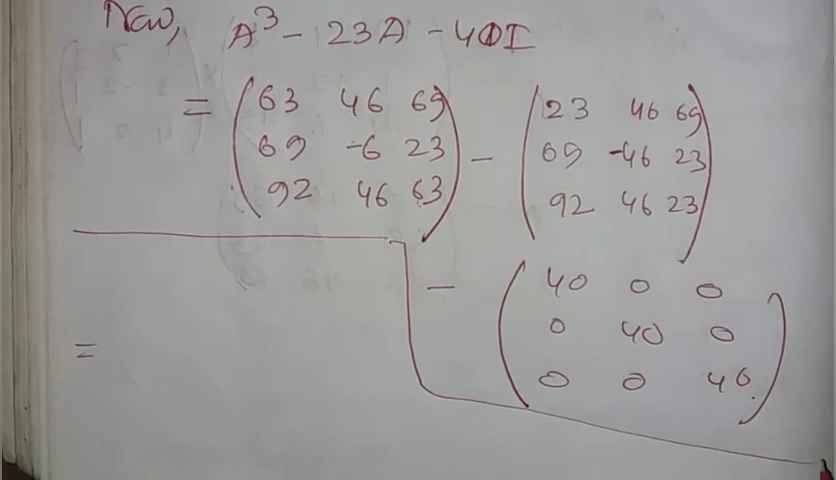 Now, A³ - 23A - 40I
= (63 46 69) - (23 46 69)
(69 -6 23) (69 -46 23)
(92 46 63) (92 46 23)
- (40 0 0)
(0 40 0)
(0 0 40)
=